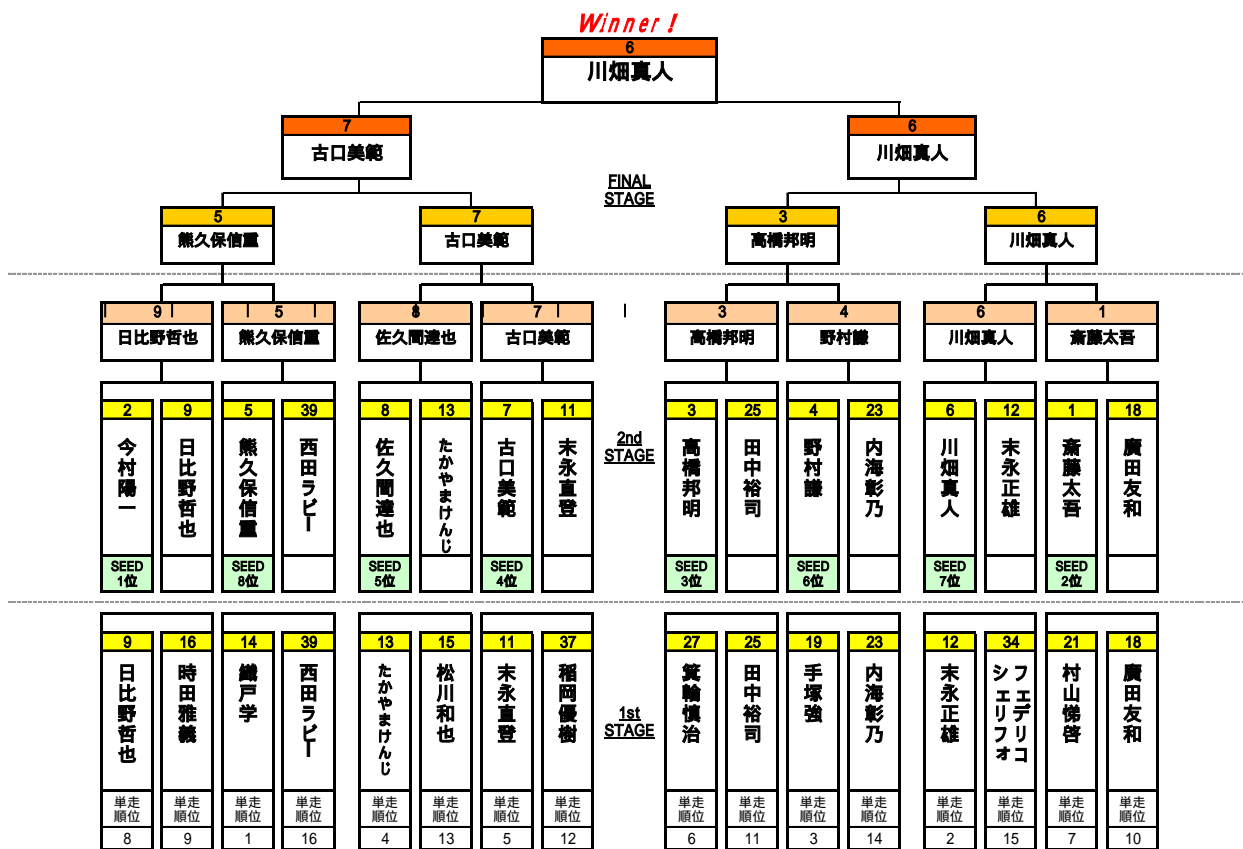 Winner !
6
川畑真人
7
6
古口美範
川畑真人
FINAL
STAGE
5
7
3
6
熊久保信重
古口美範
高橋邦明
川畑真人
9
5
8
7
3
4
6
1
日比野哲也
熊久保信重
佐久間達也
古口美範
高橋邦明
野村謙
川畑真人
斎藤太吾
2
9
5
39
8
13
7
11
3
25
4
23
6
12
1
18
今村陽一
日比野哲也
熊久保信重
西田ラビー
佐久間達也
たかやまけんじ
古口美範
末永直登
2nd
STAGE
高橋邦明
田中裕司
野村謙
内海彰乃
川畑真人
末永正雄
斎藤太吾
廣田友和
SEED
1位
SEED
8位
SEED
5位
SEED
4位
SEED
3位
SEED
6位
SEED
7位
SEED
2位
9
16
14
39
13
15
11
37
27
25
19
23
12
34
21
18
日比野哲也
時田雅義
織戸学
西田ラビー
たかやまけんじ
松川和也
末永直登
稲岡優樹
1st
STAGE
箕輪慎治
田中裕司
手塚強
内海彰乃
末永正雄
フェデリコ
シェリフォ
村山悌啓
廣田友和
単走
順位
8
単走
順位
9
単走
順位
1
単走
順位
16
単走
順位
4
単走
順位
13
単走
順位
5
単走
順位
12
単走
順位
6
単走
順位
11
単走
順位
3
単走
順位
14
単走
順位
2
単走
順位
15
単走
順位
7
単走
順位
10